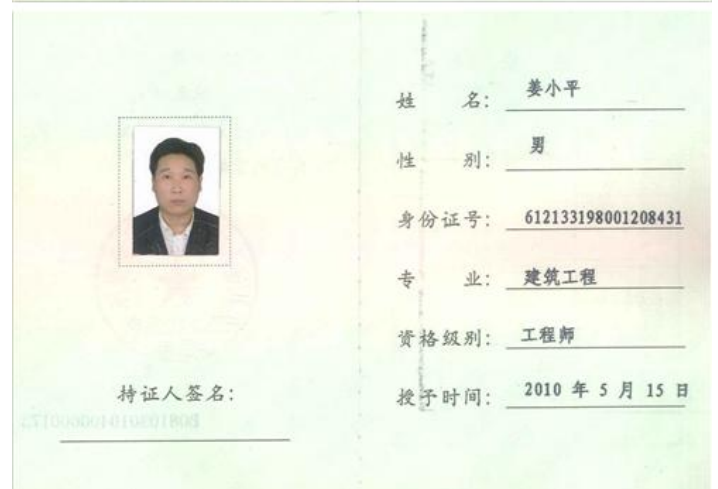 姓 名: 姜小平
性 别: 男
身份证号: 612133198001208431
专 业: 建筑工程
资格级别: 工程师
授予时间: 2010 年 5 月 15 日
持证人签名: